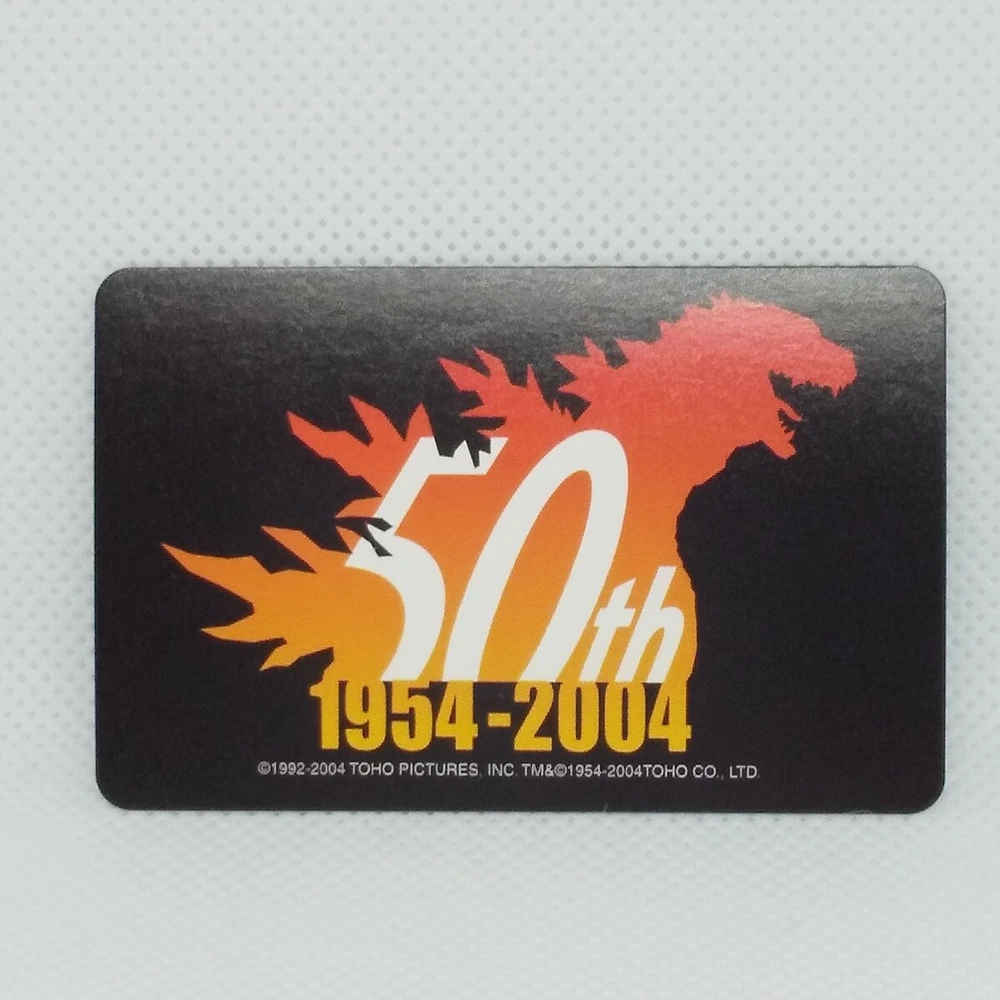 50th
1954-2004
©1992-2004 TOHO PICTURES, INC. TM&©1954-2004TOHO CO., LTD.